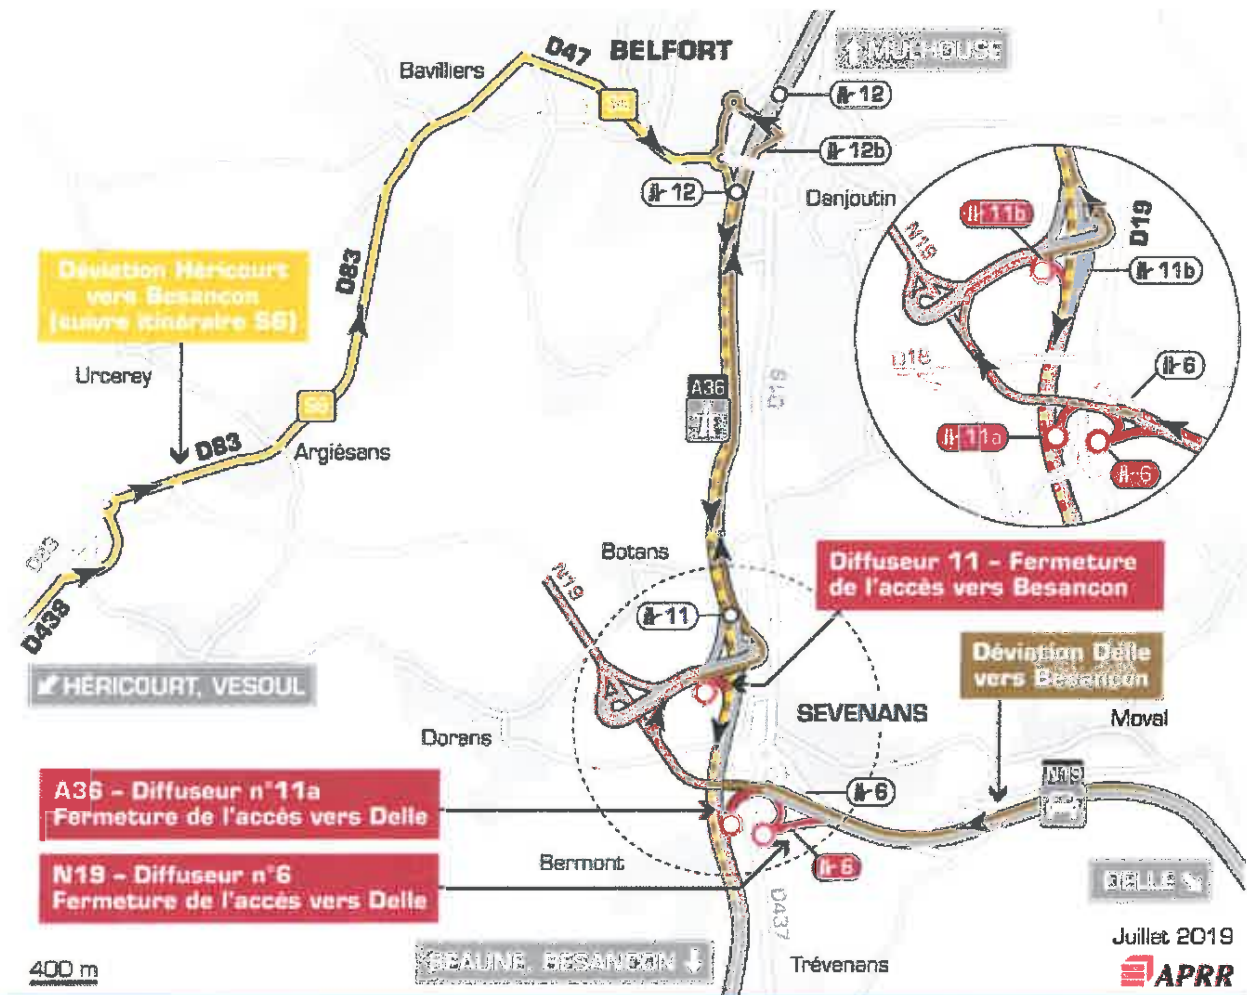 D47 BELFORT
Bavilliers
↑ MULHOUSE
12
12b
12
Danjoutin
Déviation Héricourt
vers Besançon
(suivre itinéraire S6)
D83
Urcerey
S6
D83
Argiésans
A36
D19
N19
11b
D19
11b
D18
6
11a
6
D83
D438
Botans
N19
Diffuseur 11 - Fermeture
de l'accès vers Besançon
11
Déviation Delle
vers Besançon
HÉRICOURT, VESOUL
SEVENANS
Moval
Dorans
N19
A36 - Diffuseur n°11a
Fermeture de l'accès vers Delle
6
Bermont
6
N19 - Diffuseur n°6
Fermeture de l'accès vers Delle
DELLE
D437
Juillet 2019
BEAUNE, BESANÇON ↓
Trévenans
400 m
APRR